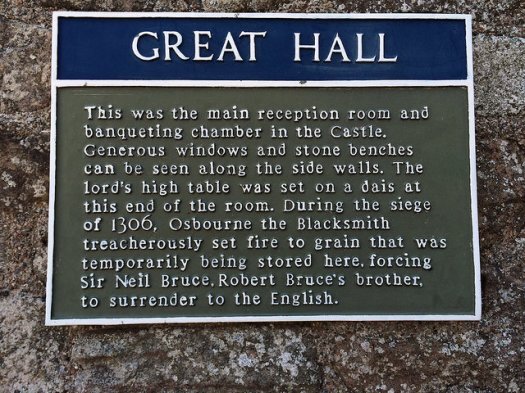 GREAT HALL
This was the main reception room and
banqueting chamber in the Castle.
Generous windows and stone benches
can be seen along the side walls. The
lord's high table was set on a dais at
this end of the room. During the siege
of 1306, Osbourne the Blacksmith
treacherously set fire to grain that was
temporarily being stored here, forcing
Sir Neil Bruce, Robert Bruce's brother,
to surrender to the English.